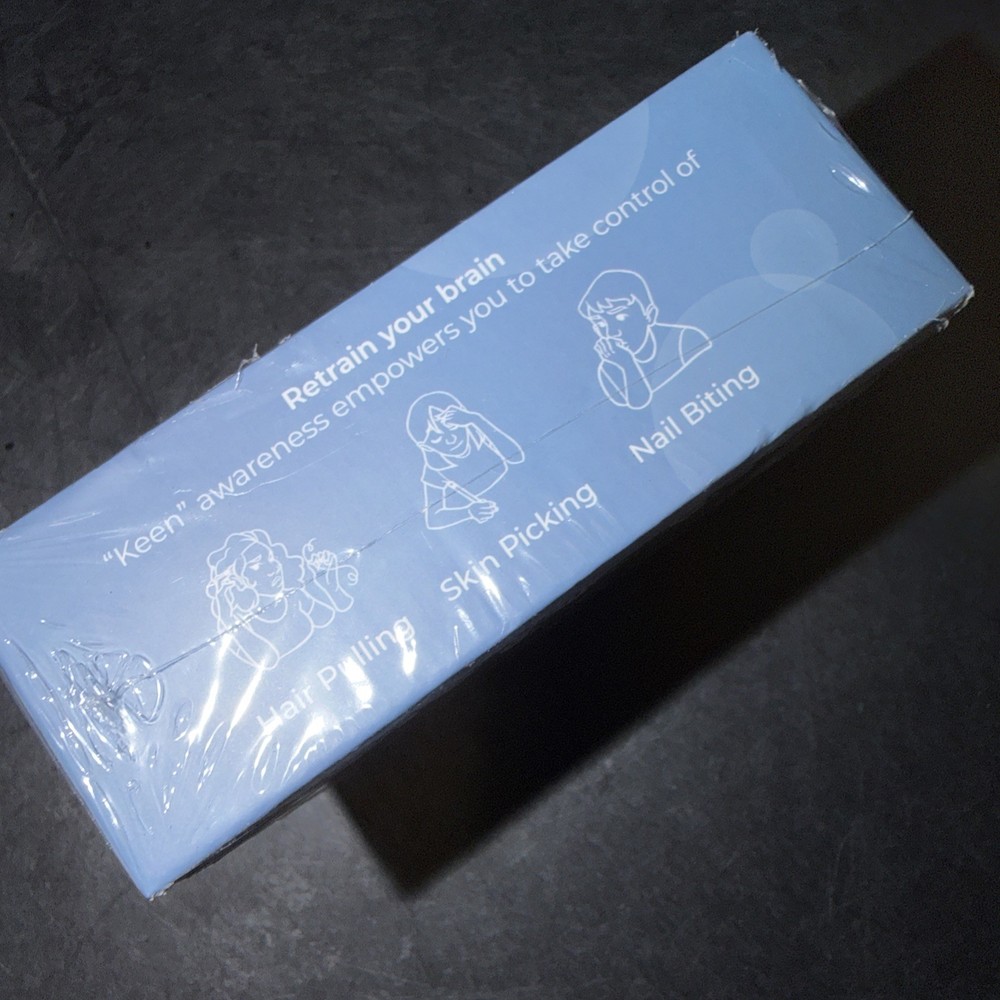 Retrain your brain
“Keen” awareness empowers you to take control of
Hair Pulling
Skin Picking
Nail Biting